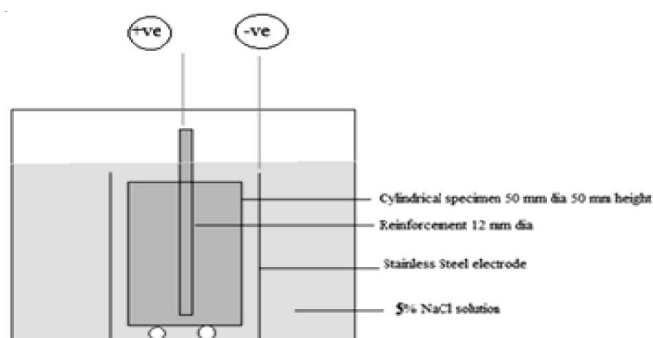 +ve
-ve
Cylindrical specimen 50 mm dia 50 mm height
Reinforcement 12 mm dia
Stainless Steel electrode
5% NaCl solution